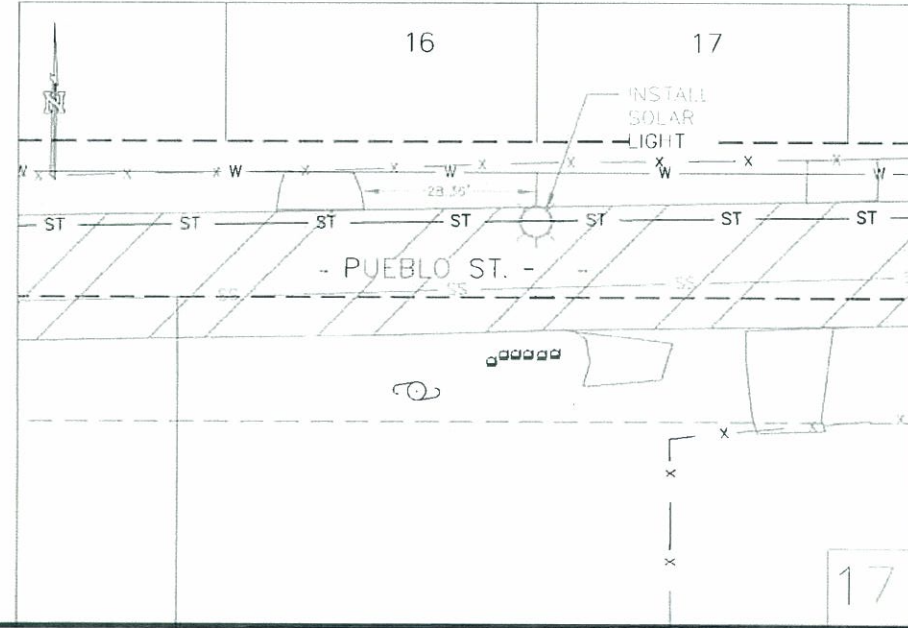 16
17
INSTALL
SOLAR
LIGHT
N
W X X X W X W X X W X X W
28.35'
ST ST ST ST ST ST ST
- PUEBLO ST. - -
SS SS SS S
X X X
X
X
17